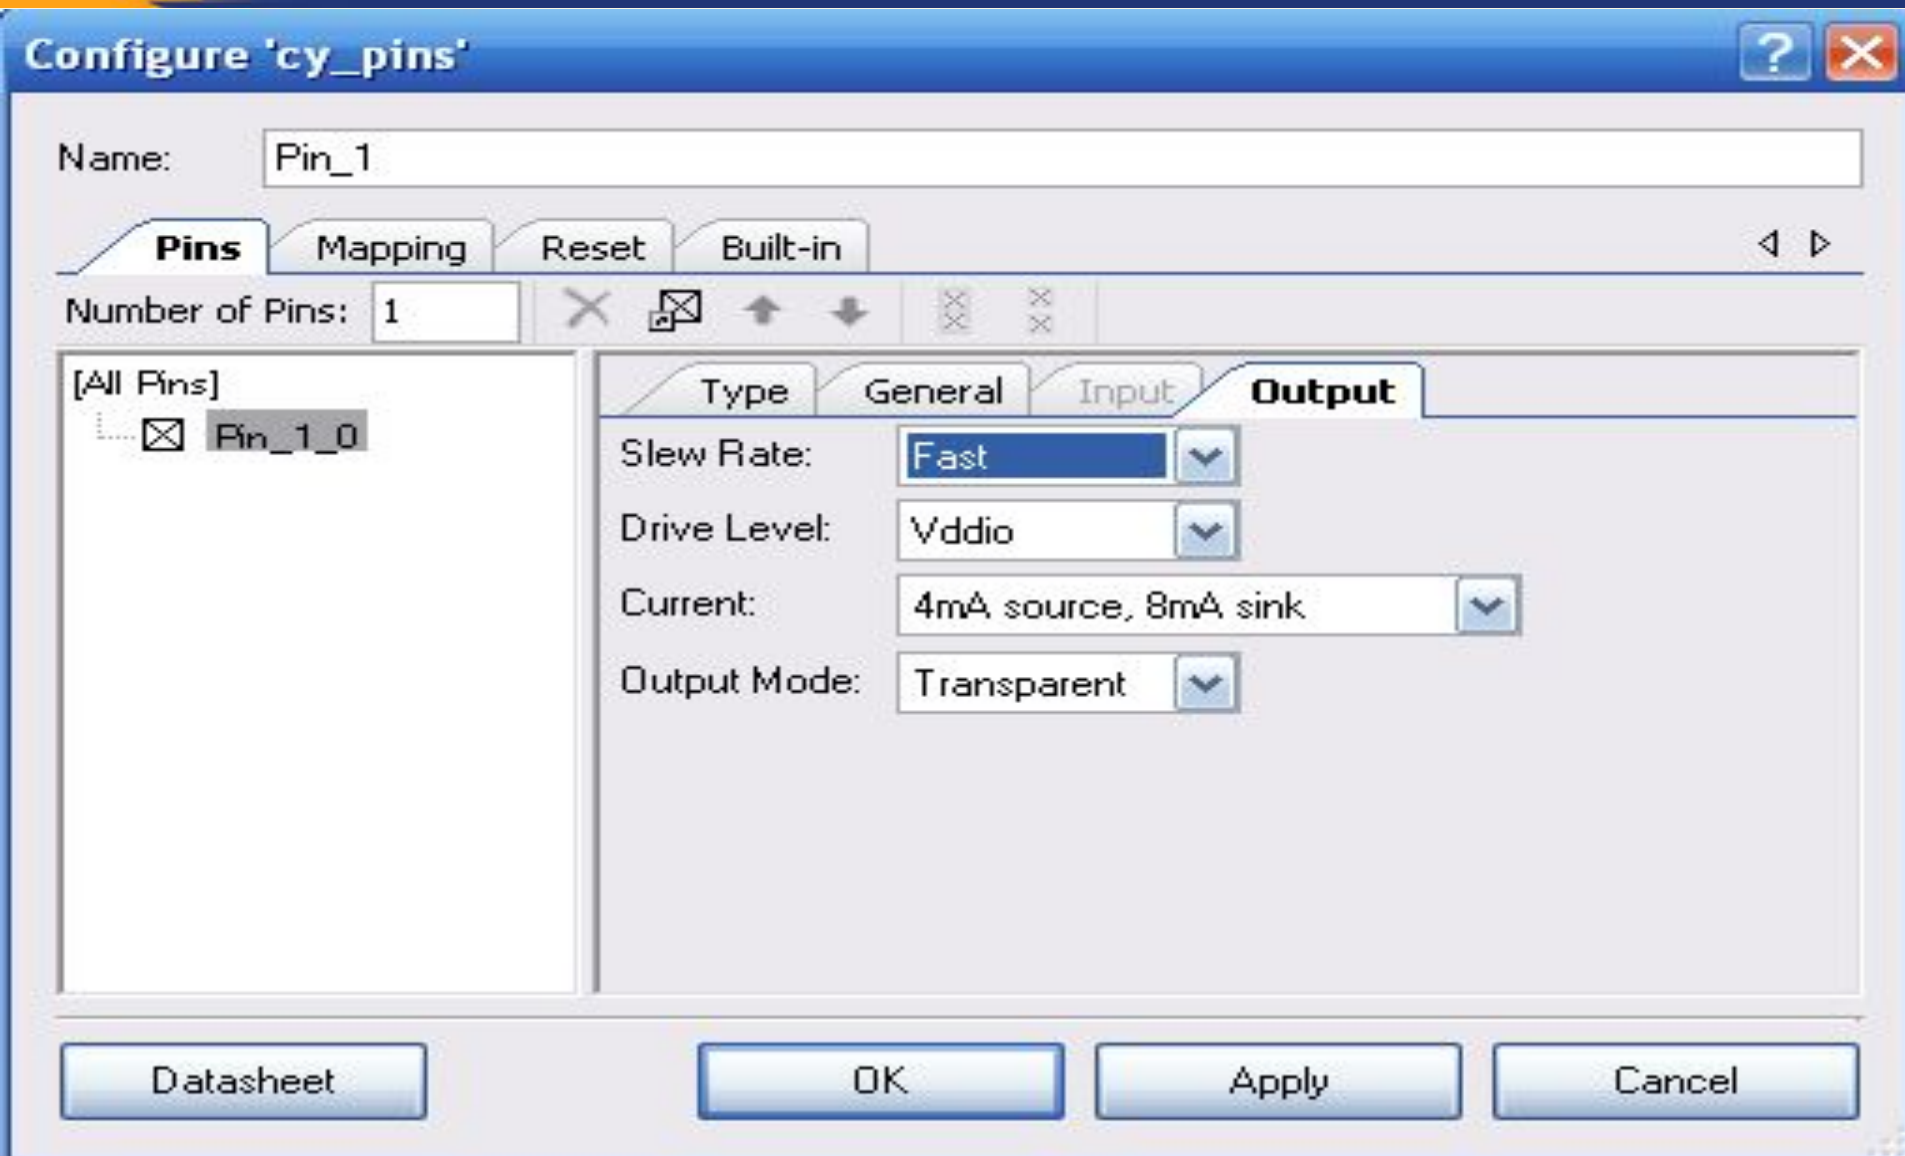 Configure 'cy_pins'
Name: Pin_1
Pins Mapping Reset Built-in
Number of Pins: 1
[All Pins]
Pin_1_0
Type General Input Output
Slew Rate: Fast
Drive Level: Vddio
Current: 4mA source, 8mA sink
Output Mode: Transparent
Datasheet OK Apply Cancel